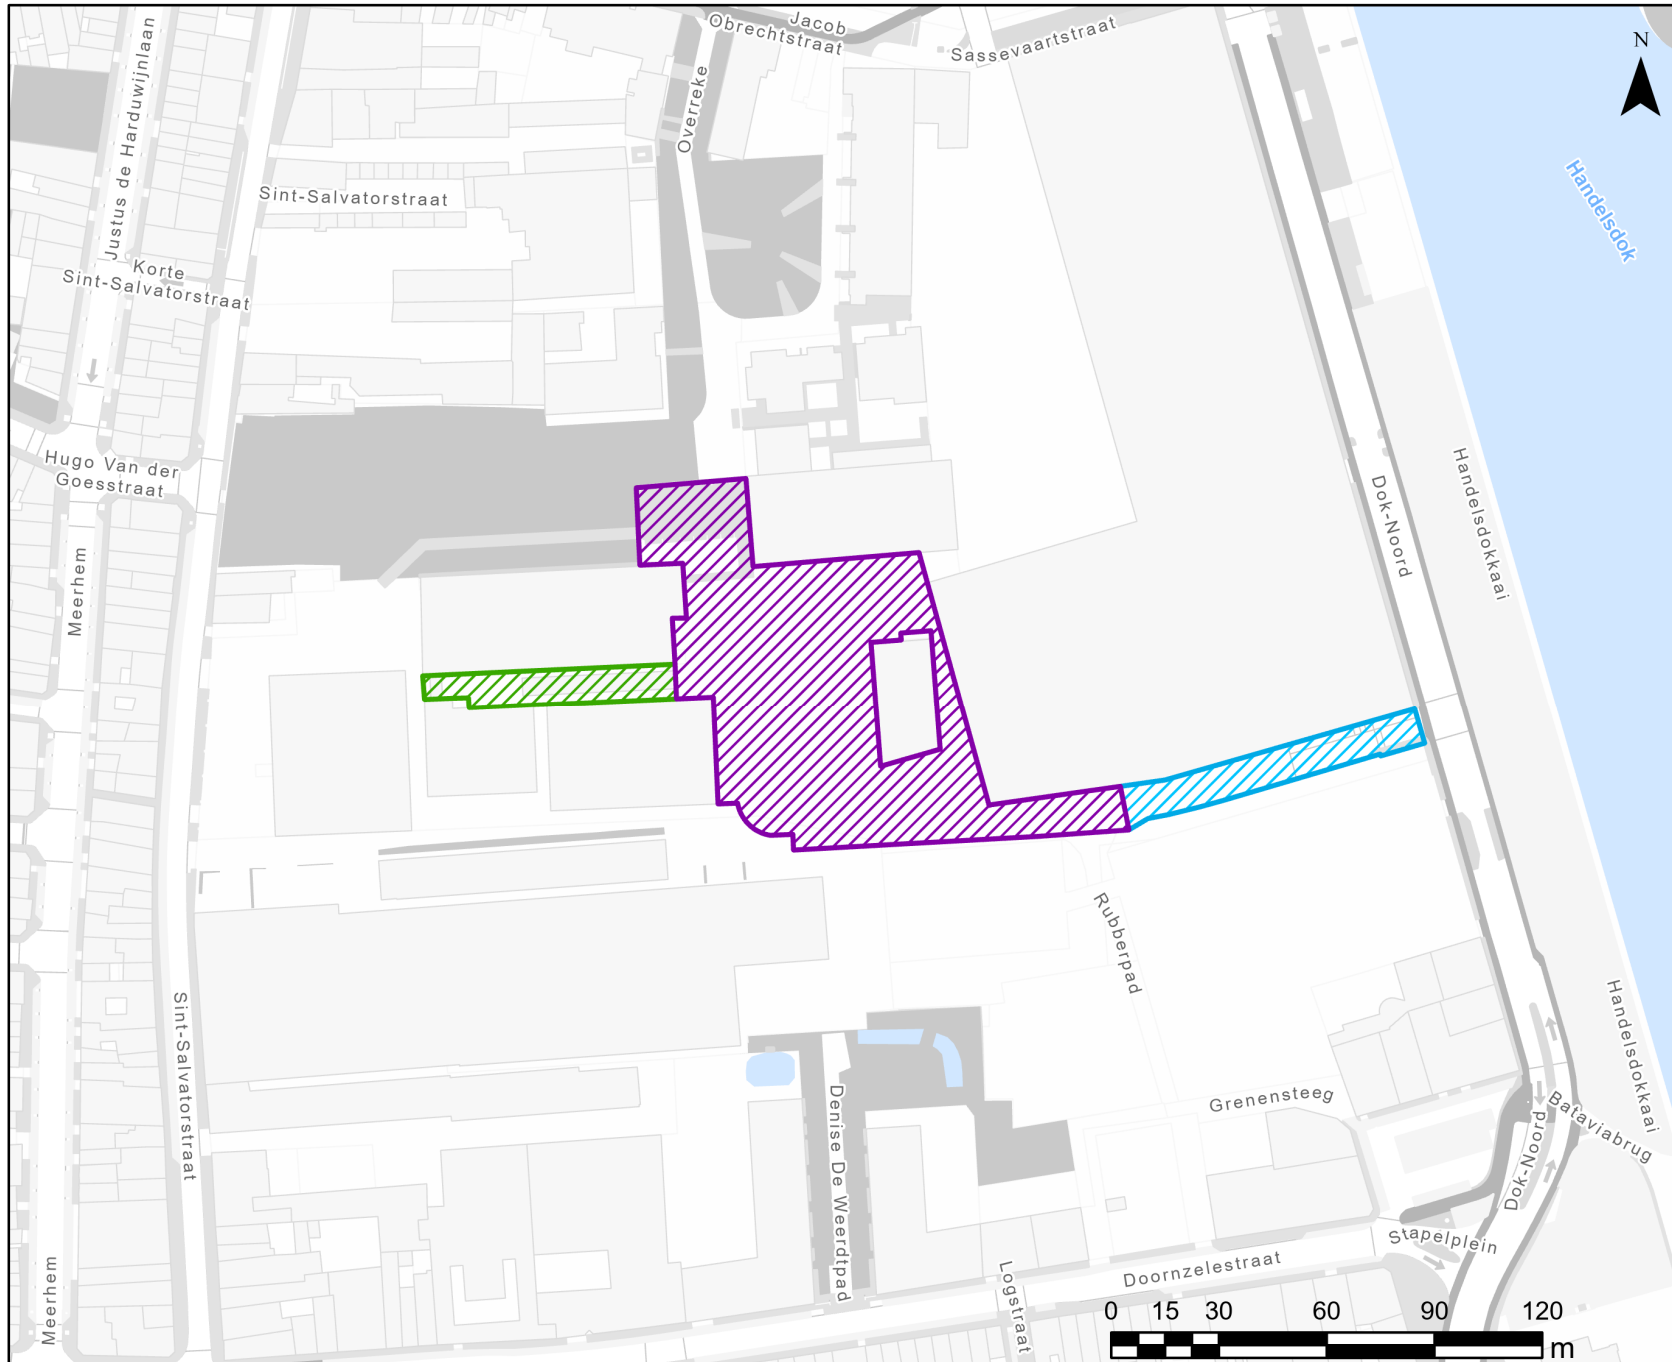 Jacob
Obrechtstraat
Sassevaartstraat
N
Justus de Harduwijnlaan
Overreke
Handelsdok
Sint-Salvatorstraat
Korte
Sint-Salvatorstraat
Hugo Van der
Goesstraat
Dok-Noord
Handelsdokkaai
Meerhem
Rubberpad
Sint-Salvatorstraat
Handelsdokkaai
Denise De Weerdtpad
Grenensteeg
Bataviabrug
Dok-Noord
Stapelplein
Meerhem
Logstraat
Doornzelestraat
0 15 30 60 90 120
m